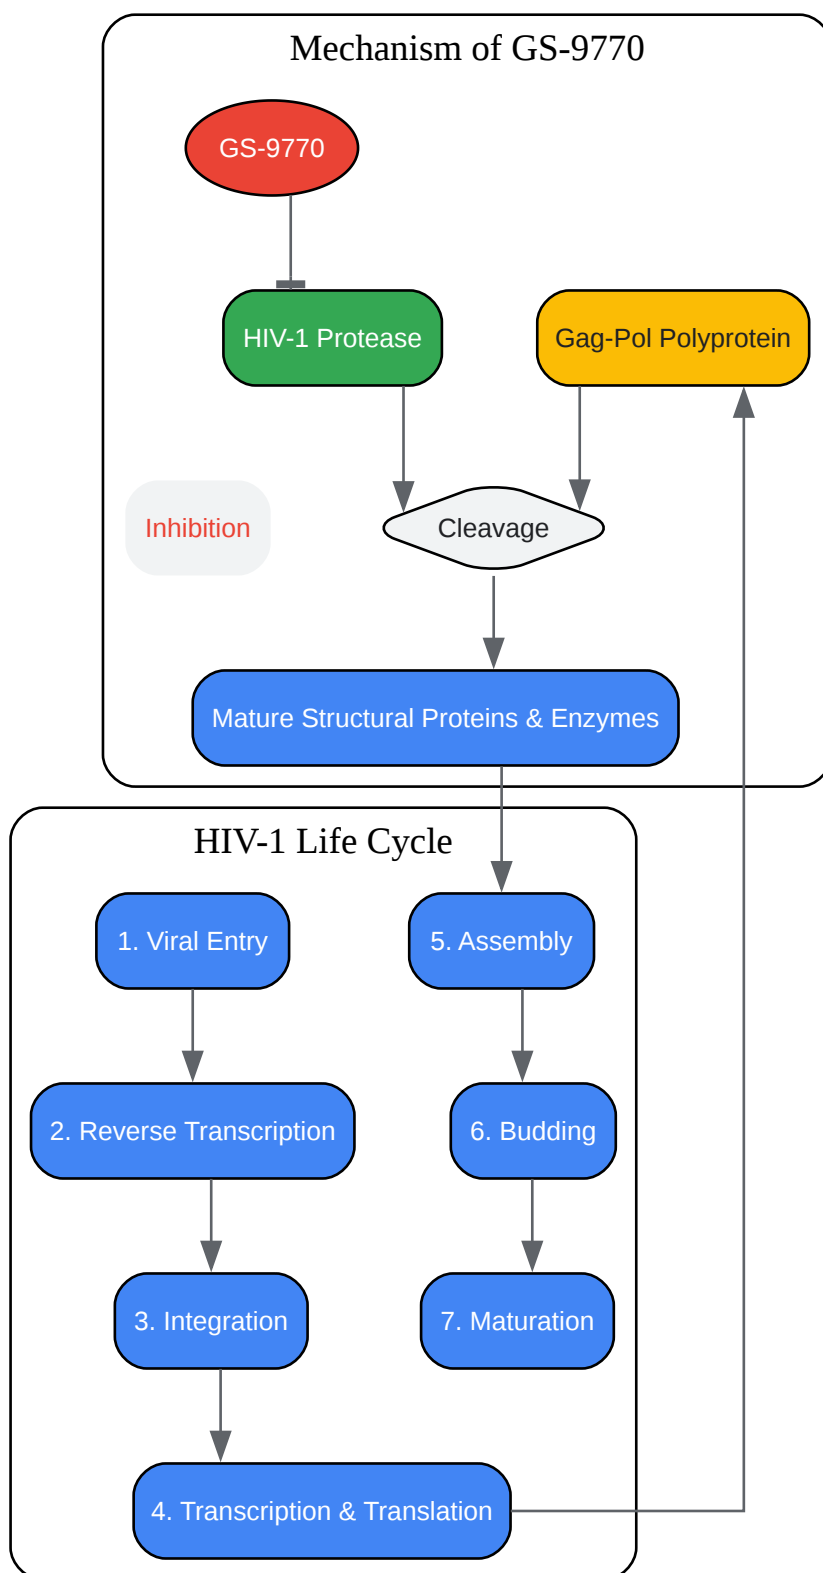 Mechanism of GS-9770
GS-9770
HIV-1 Protease
Gag-Pol Polyprotein
Inhibition
Cleavage
Mature Structural Proteins & Enzymes
HIV-1 Life Cycle
1. Viral Entry
5. Assembly
2. Reverse Transcription
6. Budding
3. Integration
7. Maturation
4. Transcription & Translation